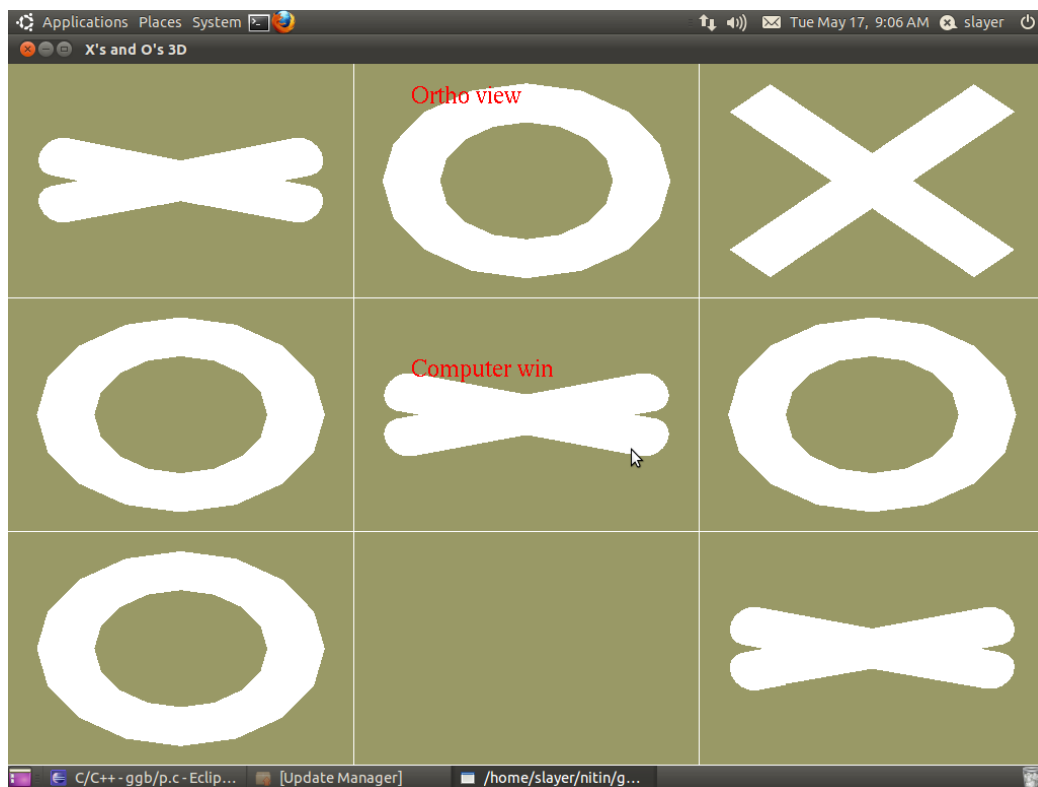 Applications Places System
Tue May 17, 9:06 AM slayer
X's and O's 3D
Ortho view
Computer win
C/C++ - ggb/p.c - Eclip...
[Update Manager]
/home/slayer/nitin/g...